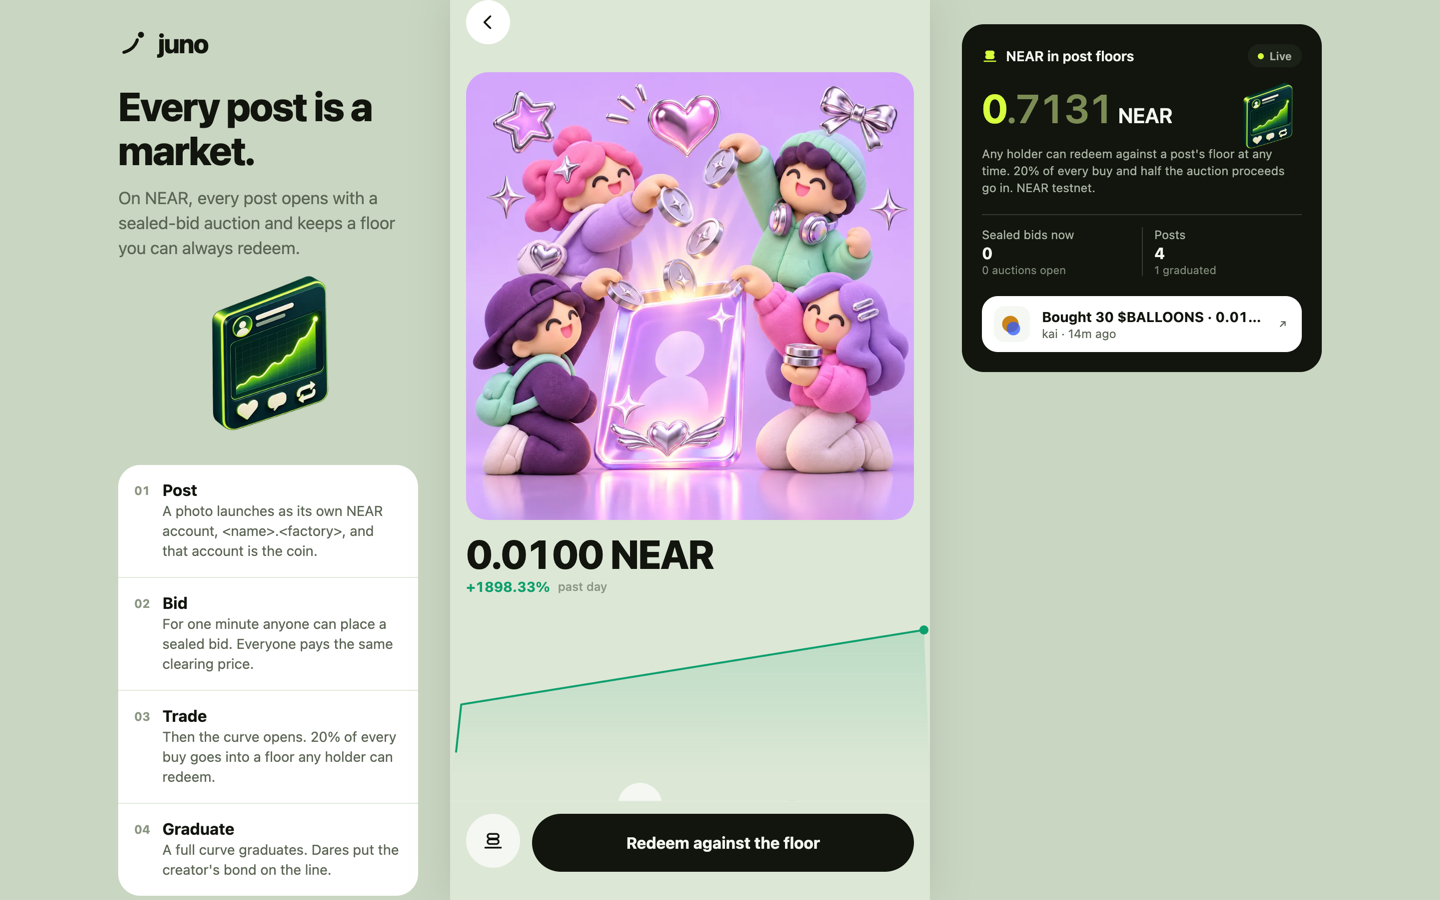 juno
Every post is a
market.
On NEAR, every post opens with a
sealed-bid auction and keeps a floor
you can always redeem.
01 Post
A photo launches as its own NEAR
account, <name>.<factory>, and
that account is the coin.
02 Bid
For one minute anyone can place a
sealed bid. Everyone pays the same
clearing price.
03 Trade
Then the curve opens. 20% of every
buy goes into a floor any holder can
redeem.
04 Graduate
A full curve graduates. Dares put the
creator's bond on the line.
0.0100 NEAR
+1898.33% past day
Redeem against the floor
NEAR in post floors
Live
0.7131 NEAR
Any holder can redeem against a post's floor at any
time. 20% of every buy and half the auction proceeds
go in. NEAR testnet.
Sealed bids now
0
0 auctions open
Posts
4
1 graduated
Bought 30 $BALLOONS · 0.01...
kai · 14m ago